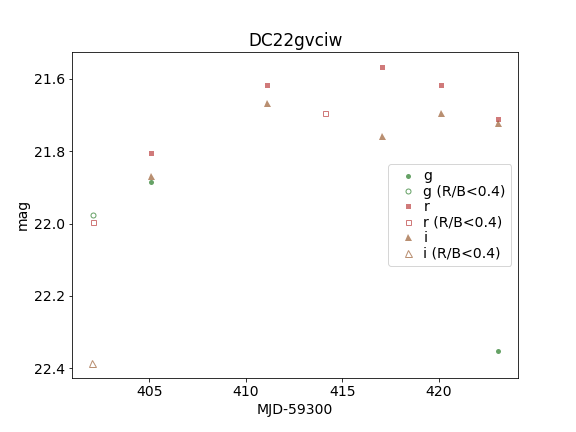 DC22gvciw
21.6
21.8
22.0
22.2
22.4
mag
g
g (R/B<0.4)
r
r (R/B<0.4)
i
i (R/B<0.4)
405
410
415
420
MJD-59300